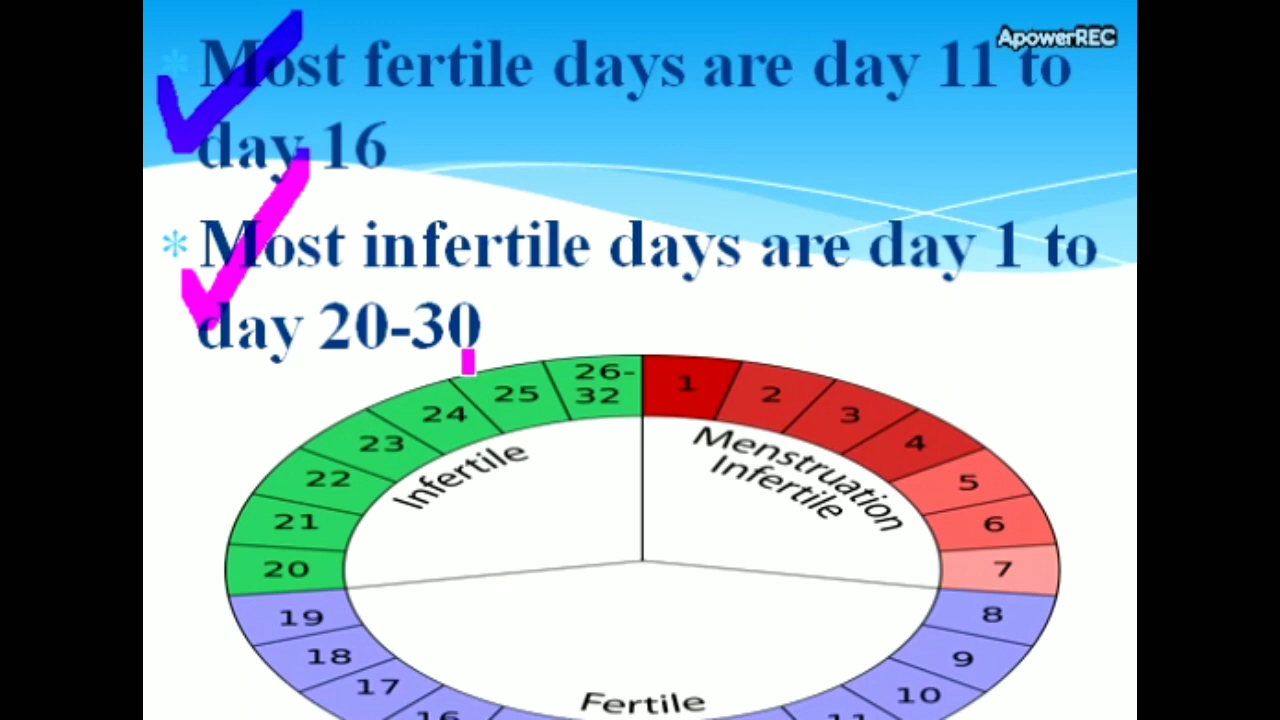 ApowerREC
* Most fertile days are day 11 to
day 16
* Most infertile days are day 1 to
day 20-30
26-
32
1
2
3
4
5
6
7
8
9
10
11
16
17
18
19
20
21
22
23
24
25
Menstruation
Infertile
Infertile
Fertile